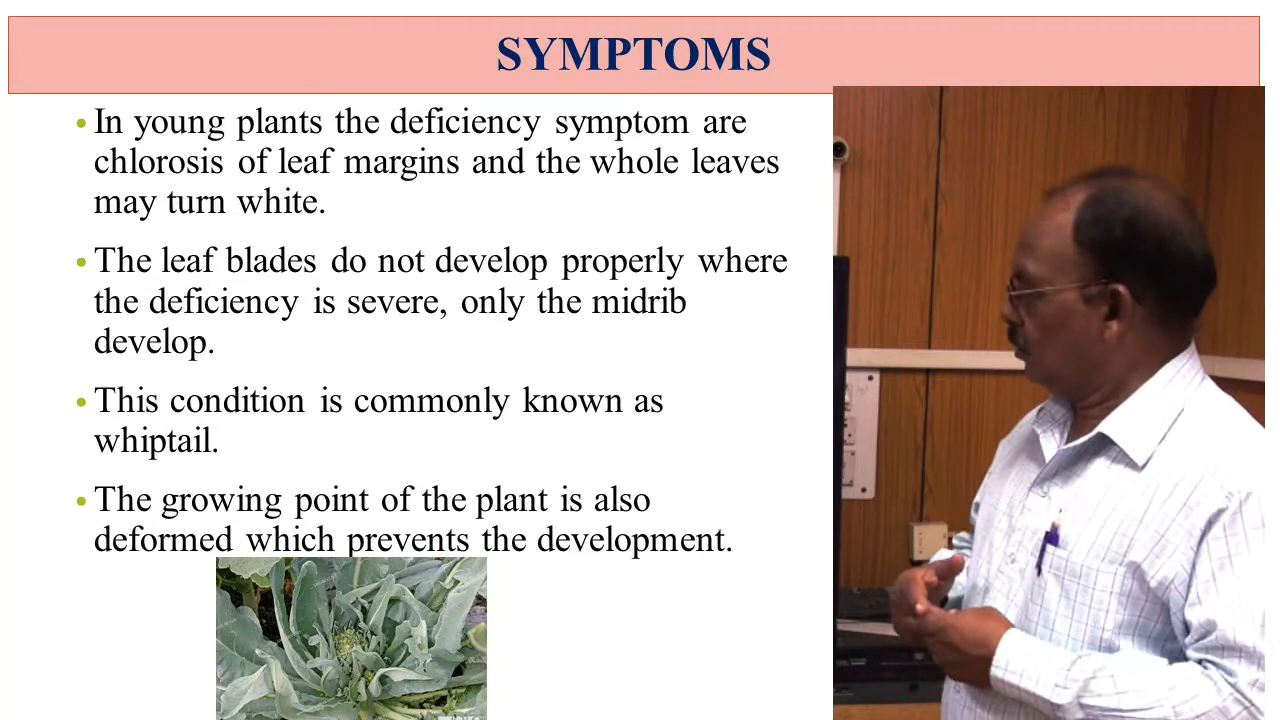 SYMPTOMS
• In young plants the deficiency symptom are
chlorosis of leaf margins and the whole leaves
may turn white.
• The leaf blades do not develop properly where
the deficiency is severe, only the midrib
develop.
• This condition is commonly known as
whiptail.
• The growing point of the plant is also
deformed which prevents the development.